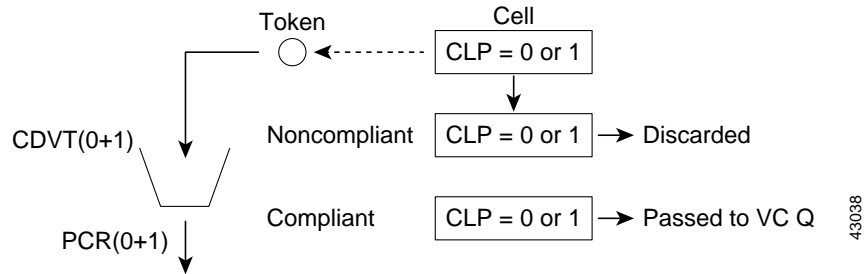 Cell
Token
CLP = 0 or 1
CDVT(0+1)
Noncompliant
CLP = 0 or 1
Discarded
Compliant
CLP = 0 or 1
Passed to VC Q
PCR(0+1)
43038